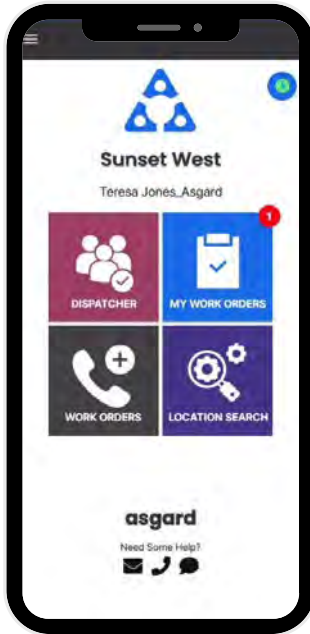 Sunset West
Teresa Jones_Asgard
1
DISPATCHER
MY WORK ORDERS
WORK ORDERS
LOCATION SEARCH
asgard
Need Some Help?